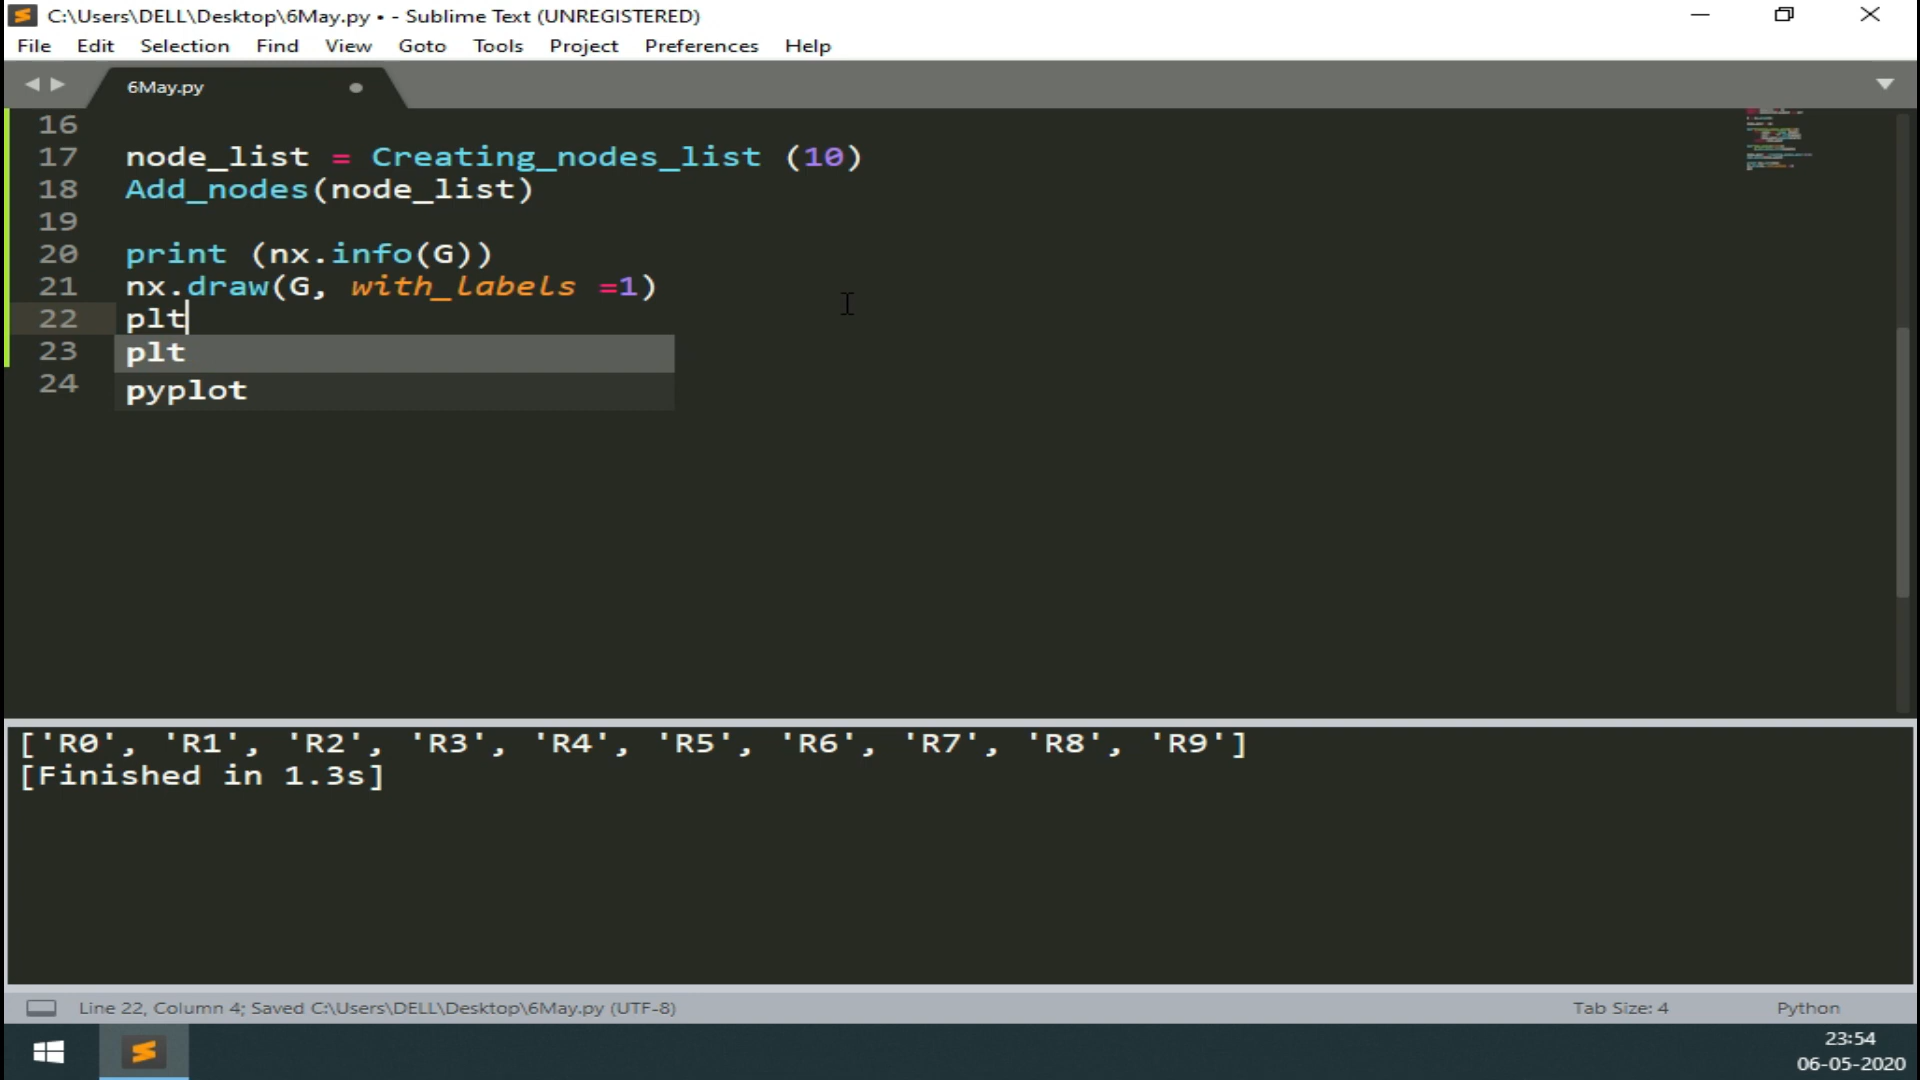 C:\Users\DELL\Desktop\6May.py • - Sublime Text (UNREGISTERED)
File Edit Selection Find View Goto Tools Project Preferences Help
6May.py
16
17 node_list = Creating_nodes_list (10)
18 Add_nodes(node_list)
19
20 print (nx.info(G))
21 nx.draw(G, with_labels =1)
22 plt
23 plt
24 pyplot
['R0', 'R1', 'R2', 'R3', 'R4', 'R5', 'R6', 'R7', 'R8', 'R9']
[Finished in 1.3s]
Line 22, Column 4; Saved C:\Users\DELL\Desktop\6May.py (UTF-8) Tab Size: 4 Python
23:54
06-05-2020